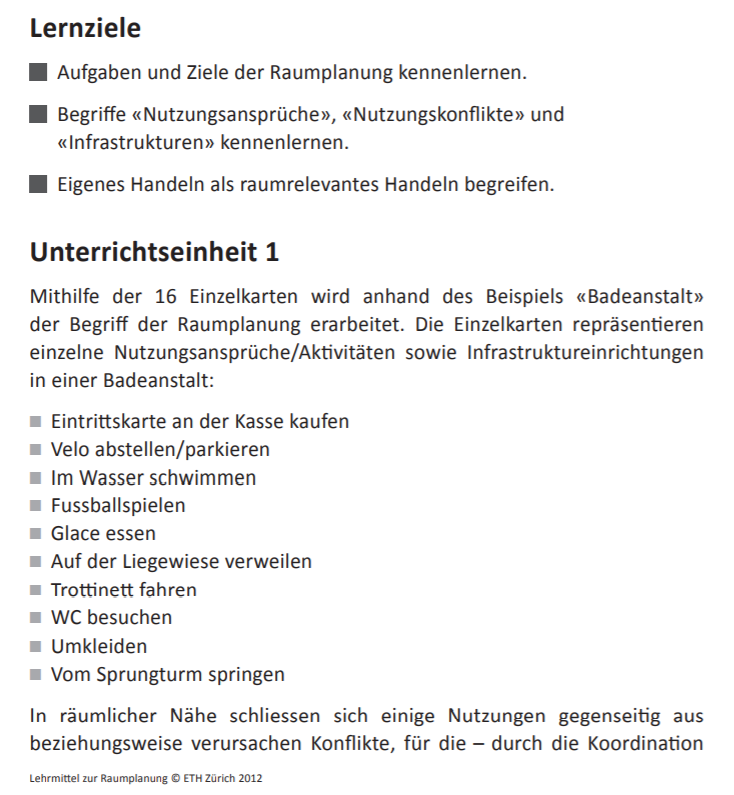 Lernziele
Aufgaben und Ziele der Raumplanung kennenlernen.
Begriffe «Nutzungsansprüche», «Nutzungskonflikte» und
«Infrastrukturen» kennenlernen.
Eigenes Handeln als raumrelevantes Handeln begreifen.
Unterrichtseinheit 1
Mithilfe der 16 Einzelkarten wird anhand des Beispiels «Badeanstalt»
der Begriff der Raumplanung erarbeitet. Die Einzelkarten repräsentieren
einzelne Nutzungsansprüche/Aktivitäten sowie Infrastruktureinrichtungen
in einer Badeanstalt:
Eintrittskarte an der Kasse kaufen
Velo abstellen/parkieren
Im Wasser schwimmen
Fussballspielen
Glace essen
Auf der Liegewiese verweilen
Trottinett fahren
WC besuchen
Umkleiden
Vom Sprungturm springen
In räumlicher Nähe schliessen sich einige Nutzungen gegenseitig aus
beziehungsweise verursachen Konflikte, für die – durch die Koordination
Lehrmittel zur Raumplanung © ETH Zürich 2012